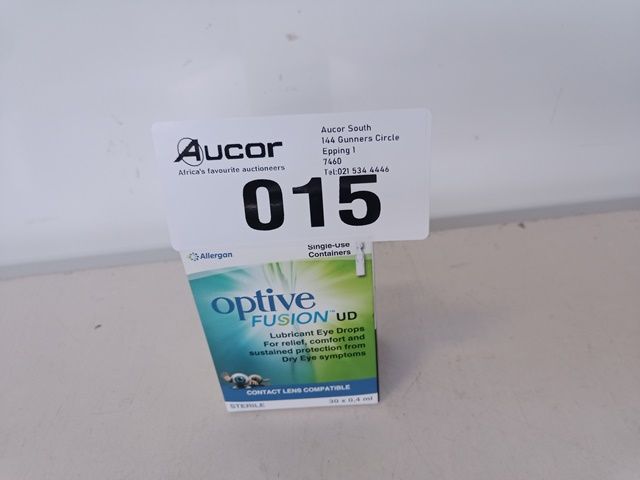 Aucor
Africa's favourite auctioneers
Aucor South
144 Gunners Circle
Epping 1
7460
Tel:021 534 4446
015
Allergan
Single-Use
Containers
optive
FUSION™ UD
Lubricant Eye Drops
For relief, comfort and
sustained protection from
Dry Eye symptoms
CONTACT LENS COMPATIBLE
STERILE
30 x 0,4 ml